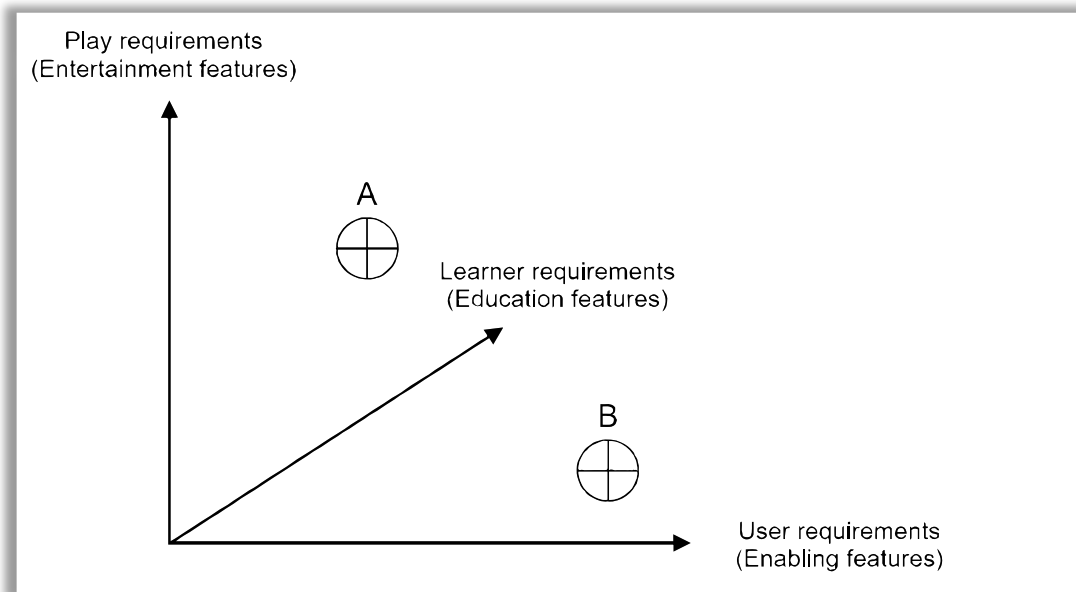 Play requirements
(Entertainment features)
A
Learner requirements
(Education features)
B
User requirements
(Enabling features)